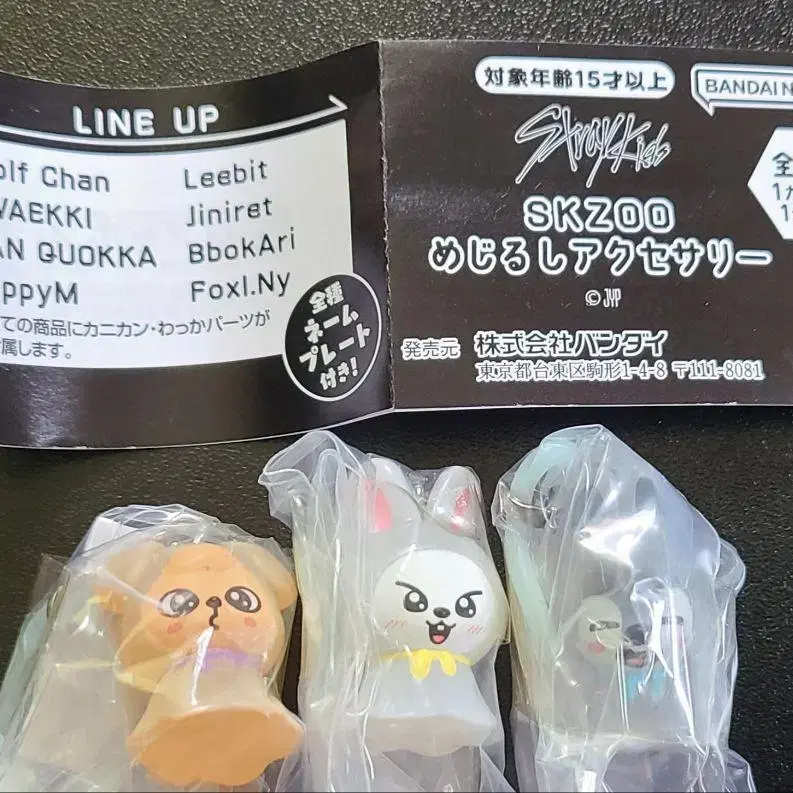 LINE UP
olf Chan
Leebit
WAEKKI
Jiniret
AN QUOKKA
BbokAri
ppyM
FoxI.Ny
ての商品にカニカン・わっかパーツが
属します。
全種
ネーム
プレート
付き!
対象年齢15才以上
BANDAI N
Stray Kids
SKZOO
めじるしアクセサリー
©JYP
発売元 株式会社バンダイ
東京都台東区駒形1-4-8 〒111-8081
全
1カ
1